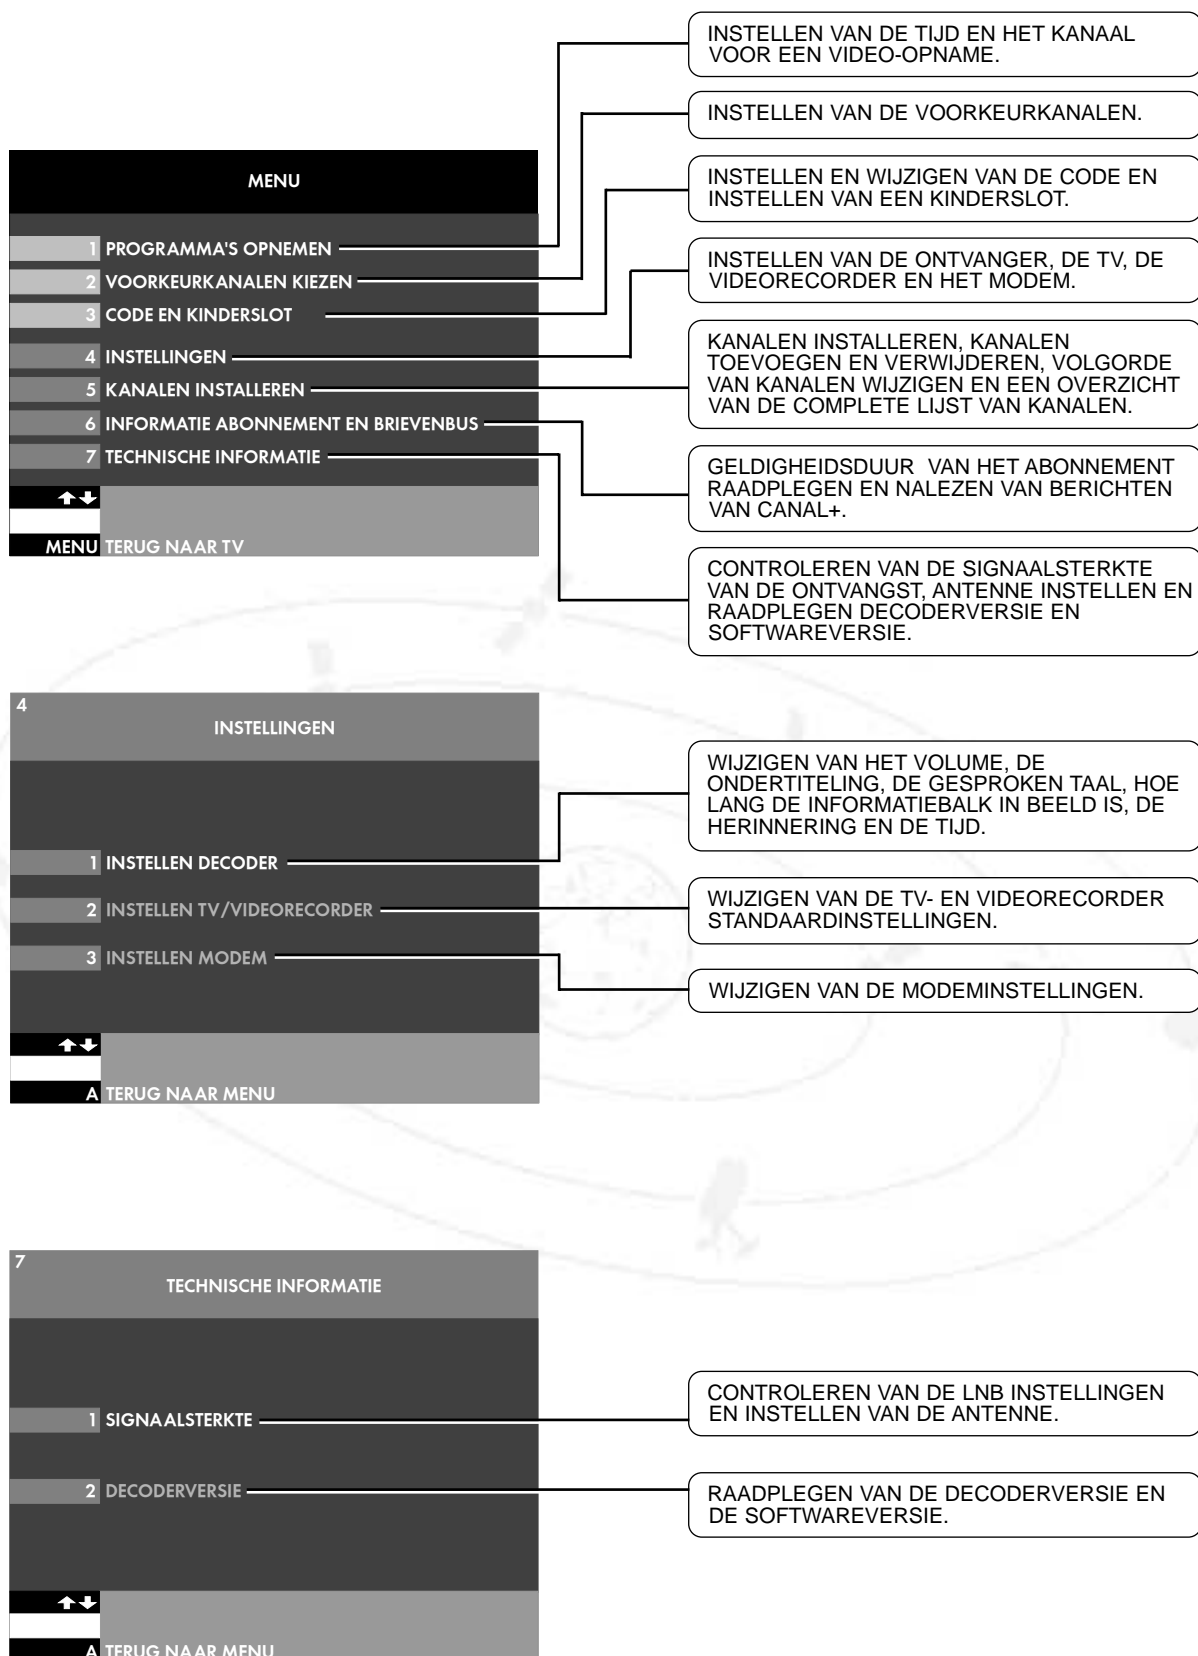 INSTELLEN VAN DE TIJD EN HET KANAAL
VOOR EEN VIDEO-OPNAME.
INSTELLEN VAN DE VOORKEURKANALEN.
INSTELLEN EN WIJZIGEN VAN DE CODE EN
INSTELLEN VAN EEN KINDERSLOT.
INSTELLEN VAN DE ONTVANGER, DE TV, DE
VIDEORECORDER EN HET MODEM.
KANALEN INSTALLEREN, KANALEN
TOEVOEGEN EN VERWIJDEREN, VOLGORDE
VAN KANALEN WIJZIGEN EN EEN OVERZICHT
VAN DE COMPLETE LIJST VAN KANALEN.
GELDIGHEIDSDUUR VAN HET ABONNEMENT
RAADPLEGEN EN NALEZEN VAN BERICHTEN
VAN CANAL+.
CONTROLEREN VAN DE SIGNAALSTERKTE
VAN DE ONTVANGST, ANTENNE INSTELLEN EN
RAADPLEGEN DECODERVERSIE EN
SOFTWAREVERSIE.
MENU
1 PROGRAMMA'S OPNEMEN
2 VOORKEURKANALEN KIEZEN
3 CODE EN KINDERSLOT
4 INSTELLINGEN
5 KANALEN INSTALLEREN
6 INFORMATIE ABONNEMENT EN BRIEVENBUS
7 TECHNISCHE INFORMATIE
MENU TERUG NAAR TV
4
INSTELLINGEN
1 INSTELLEN DECODER
2 INSTELLEN TV/VIDEORECORDER
3 INSTELLEN MODEM
A TERUG NAAR MENU
WIJZIGEN VAN HET VOLUME, DE
ONDERTITELING, DE GESPROKEN TAAL, HOE
LANG DE INFORMATIEBALK IN BEELD IS, DE
HERINNERING EN DE TIJD.
WIJZIGEN VAN DE TV- EN VIDEORECORDER
STANDAARDINSTELLINGEN.
WIJZIGEN VAN DE MODEMINSTELLINGEN.
7
TECHNISCHE INFORMATIE
1 SIGNAALSTERKTE
2 DECODERVERSIE
A TERUG NAAR MENU
CONTROLEREN VAN DE LNB INSTELLINGEN
EN INSTELLEN VAN DE ANTENNE.
RAADPLEGEN VAN DE DECODERVERSIE EN
DE SOFTWAREVERSIE.